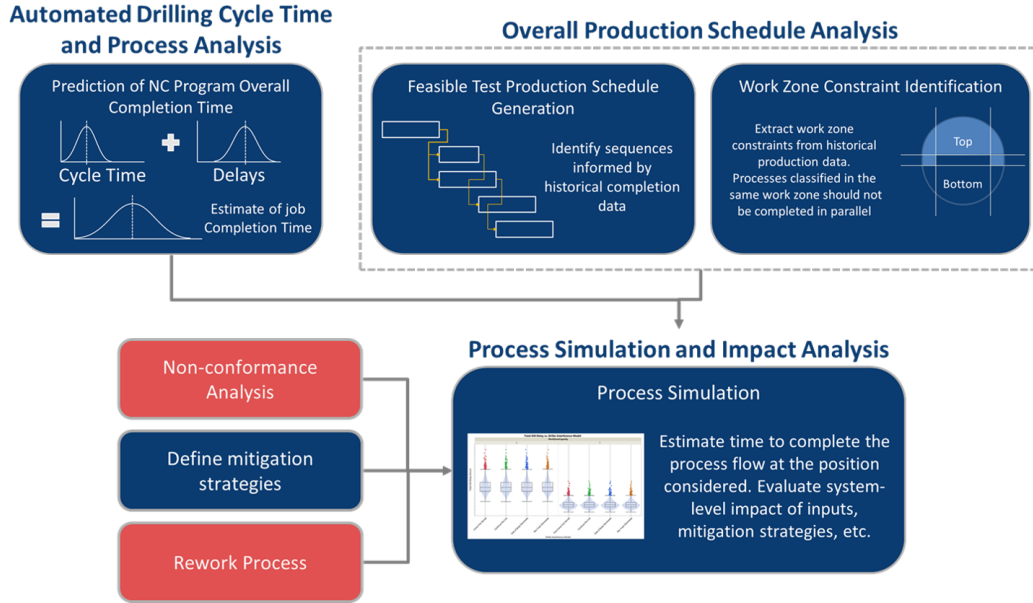 Automated Drilling Cycle Time
and Process Analysis
Prediction of NC Program Overall
Completion Time
Cycle Time
Delays
Estimate of job
Completion Time
Overall Production Schedule Analysis
Feasible Test Production Schedule
Generation
Identify sequences
informed by
historical completion
data
Work Zone Constraint Identification
Extract work zone
constraints from historical
production data.
Processes classified in the
same work zone should not
be completed in parallel
Top
Bottom
Non-conformance
Analysis
Define mitigation
strategies
Rework Process
Process Simulation and Impact Analysis
Process Simulation
Estimate time to complete the
process flow at the position
considered. Evaluate system-
level impact of inputs,
mitigation strategies, etc.